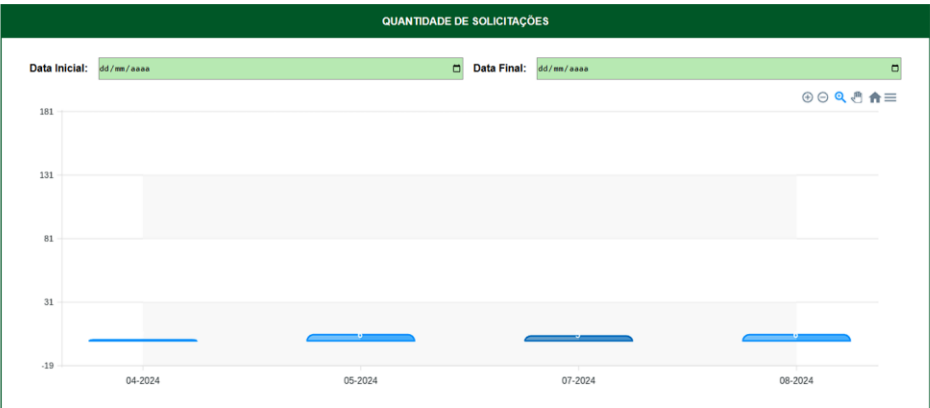 QUANTIDADE DE SOLICITAÇÕES
Data Inicial: dd/mm/aaaa Data Final: dd/mm/aaaa
181
131
81
31
-19
04-2024 05-2024 07-2024 08-2024